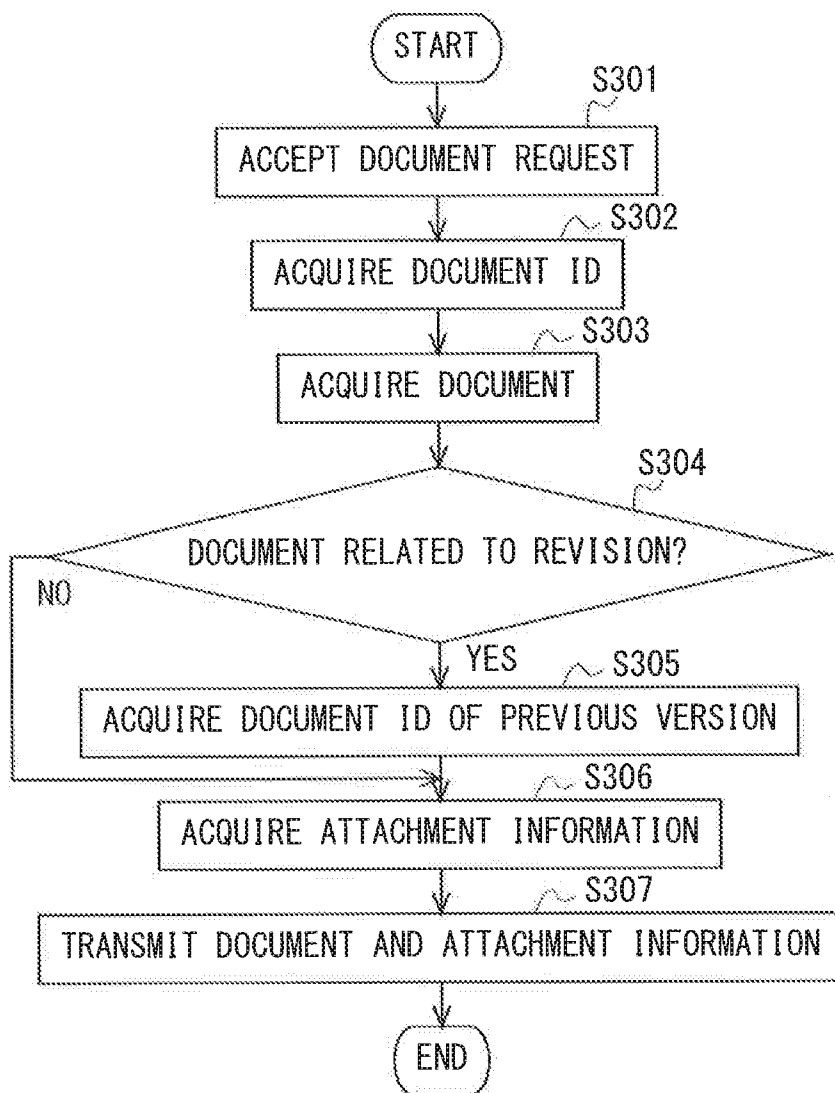 START
S301
ACCEPT DOCUMENT REQUEST
S302
ACQUIRE DOCUMENT ID
S303
ACQUIRE DOCUMENT
S304
DOCUMENT RELATED TO REVISION?
NO
YES
S305
ACQUIRE DOCUMENT ID OF PREVIOUS VERSION
S306
ACQUIRE ATTACHMENT INFORMATION
S307
TRANSMIT DOCUMENT AND ATTACHMENT INFORMATION
END